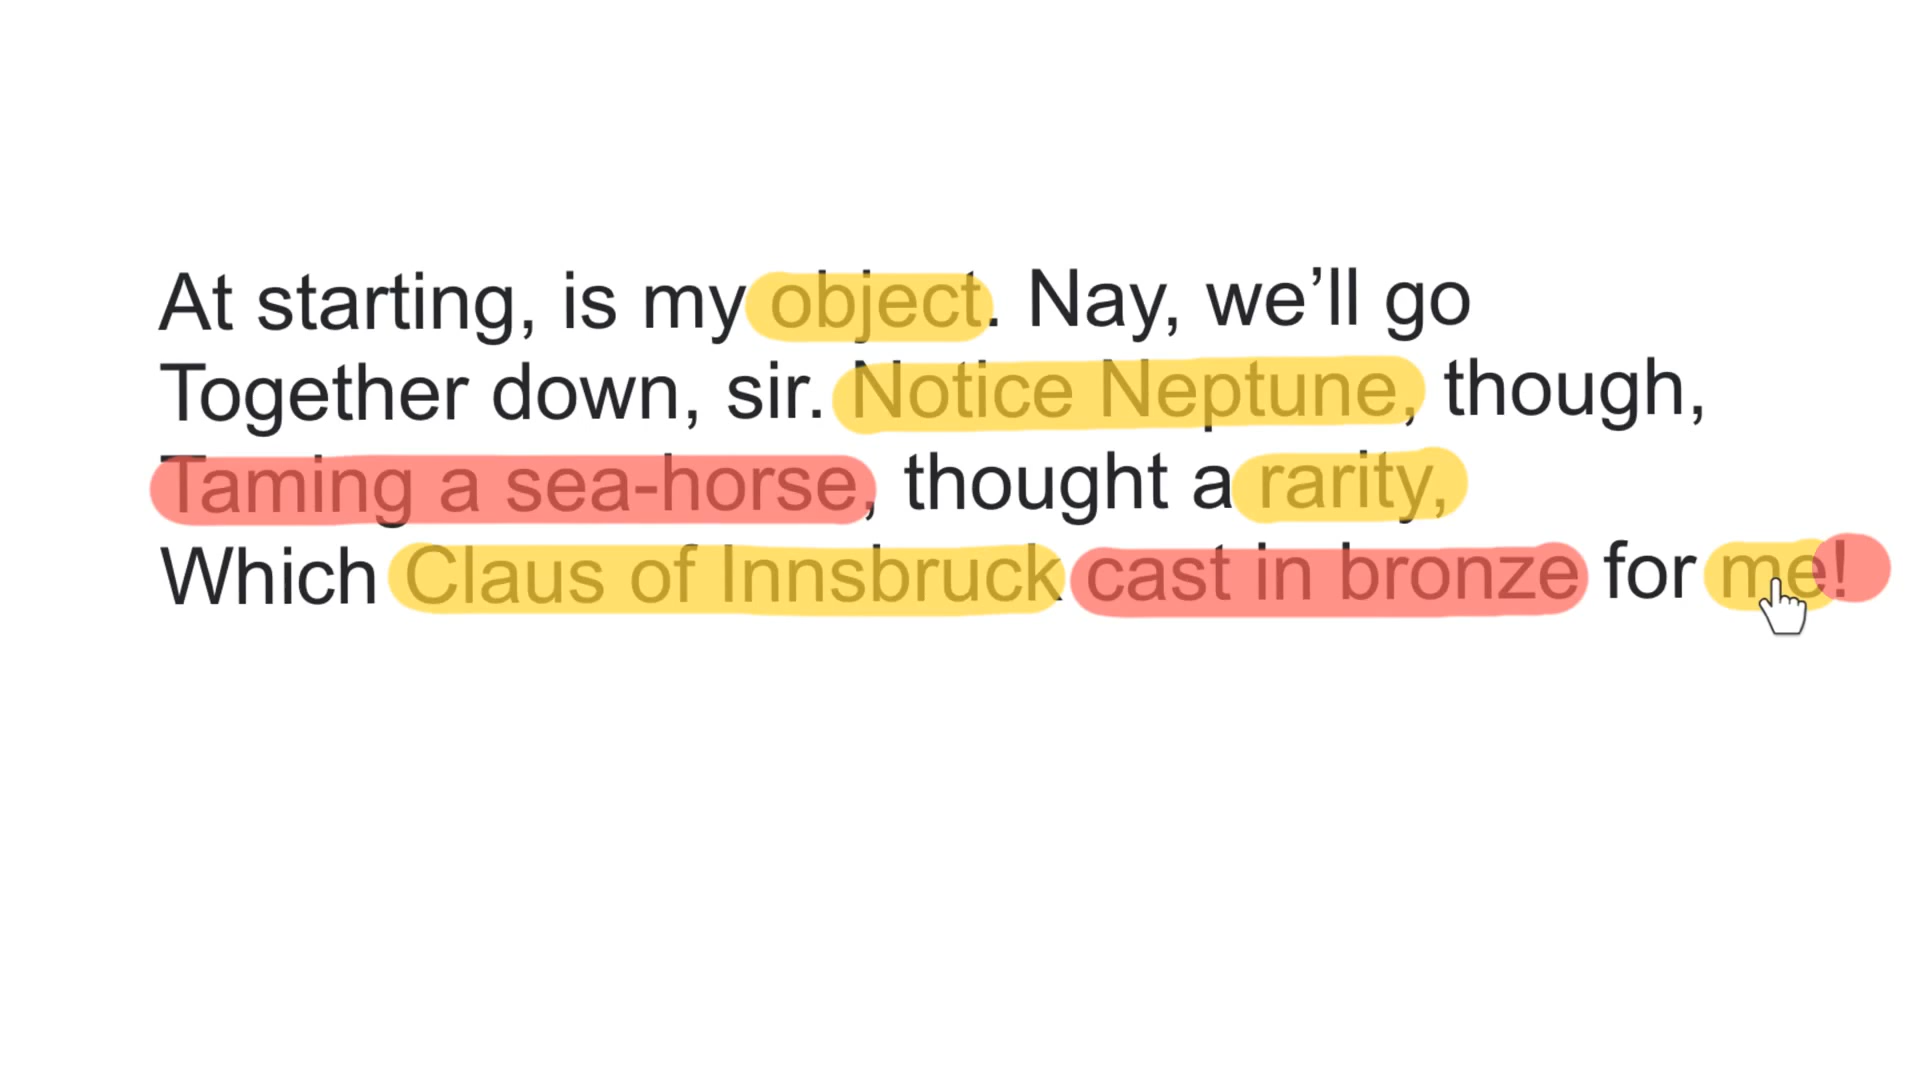 At starting, is my object. Nay, we’ll go
Together down, sir. Notice Neptune, though,
Taming a sea-horse, thought a rarity,
Which Claus of Innsbruck cast in bronze for me!